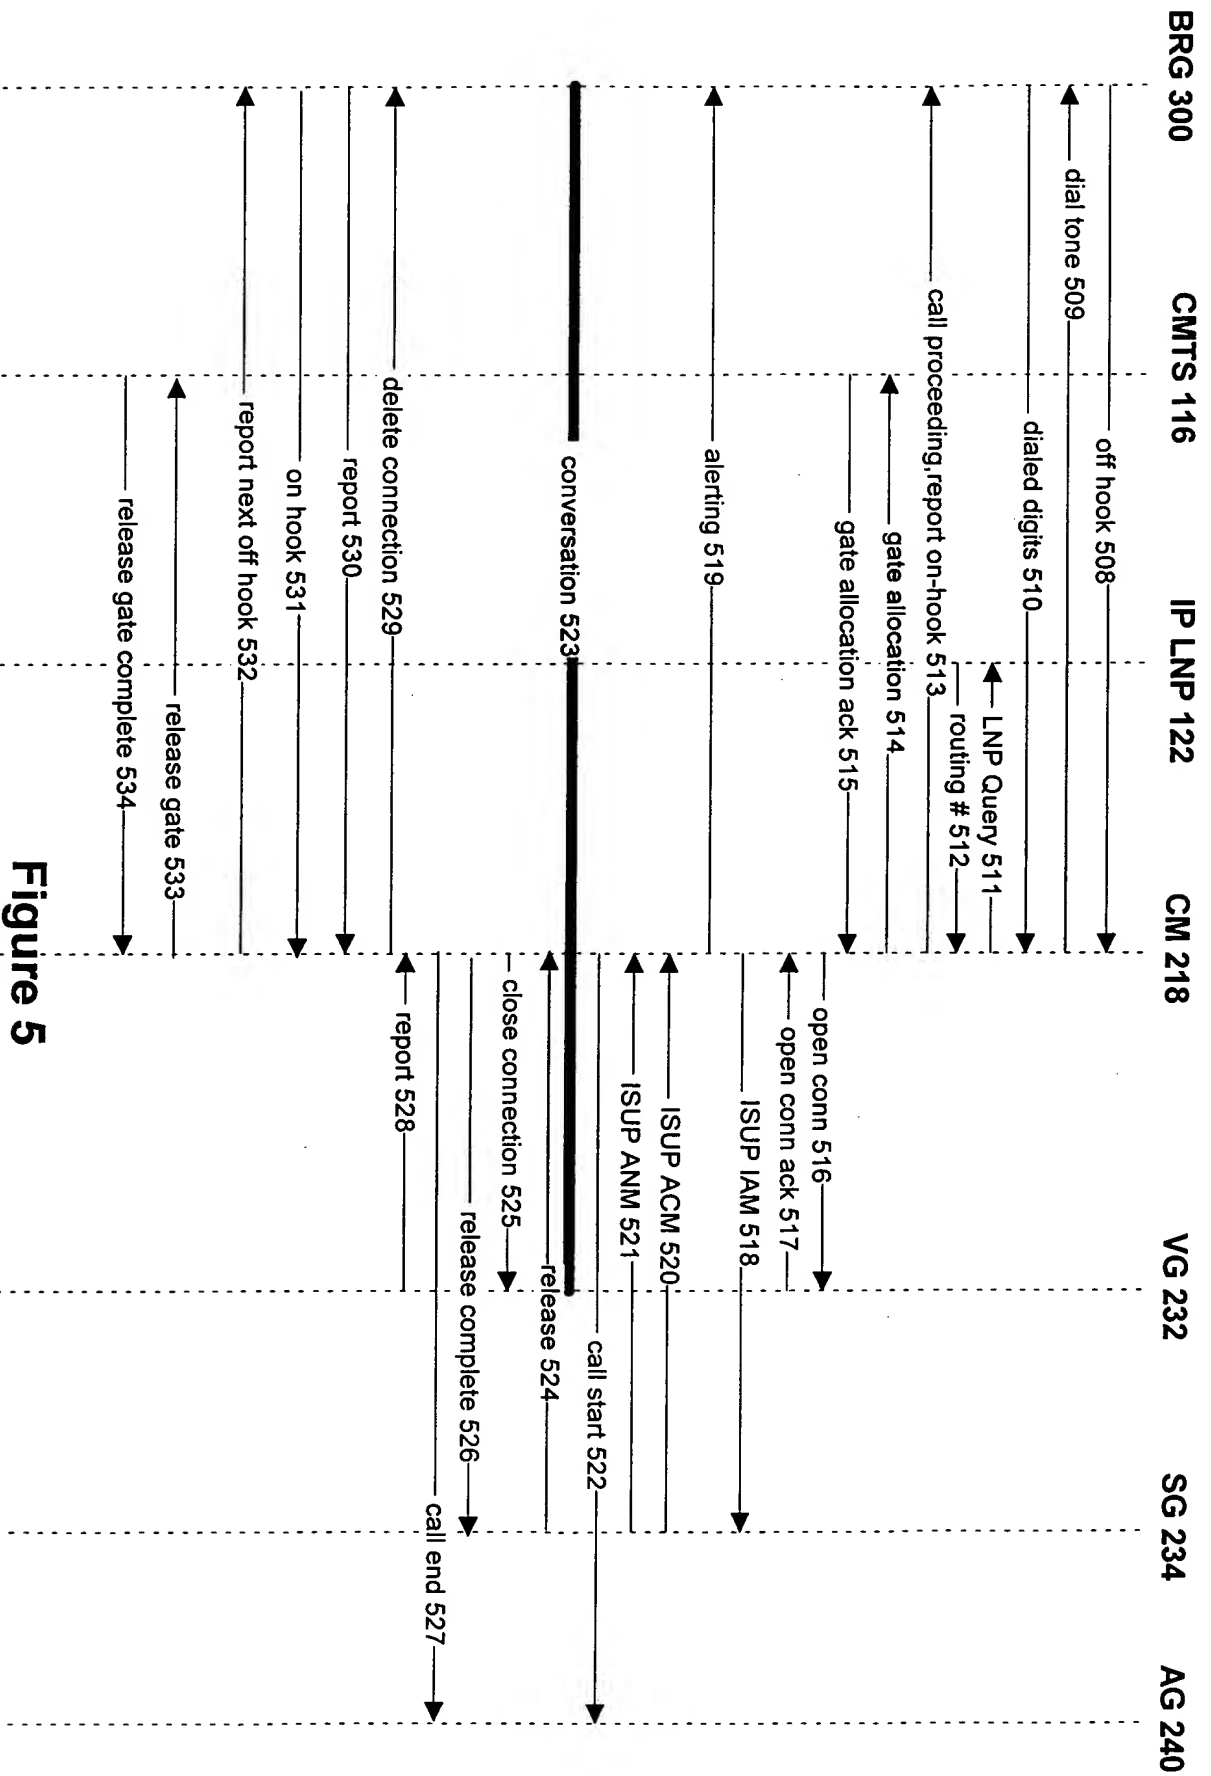 BRG 300
CMTS 116
IP LNP 122
CM 218
VG 232
SG 234
AG 240
off hook 508
dial tone 509
dialed digits 510
LNP Query 511
routing # 512
call proceeding,report on-hook 513
gate allocation 514
gate allocation ack 515
open conn 516
open conn ack 517
ISUP IAM 518
alerting 519
ISUP ACM 520
ISUP ANM 521
call start 522
conversation 523
release 524
close connection 525
release complete 526
call end 527
report 528
delete connection 529
report 530
on hook 531
report next off hook 532
release gate 533
release gate complete 534
Figure 5